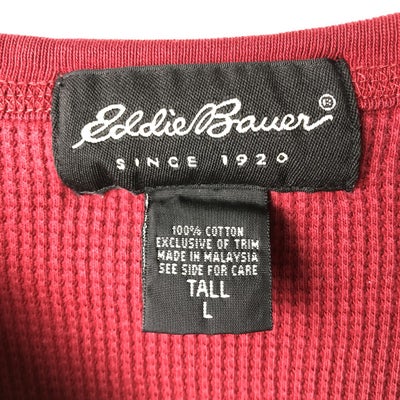 Eddie Bauer®
SINCE 1920
100% COTTON
EXCLUSIVE OF TRIM
MADE IN MALAYSIA
SEE SIDE FOR CARE
TALL
L